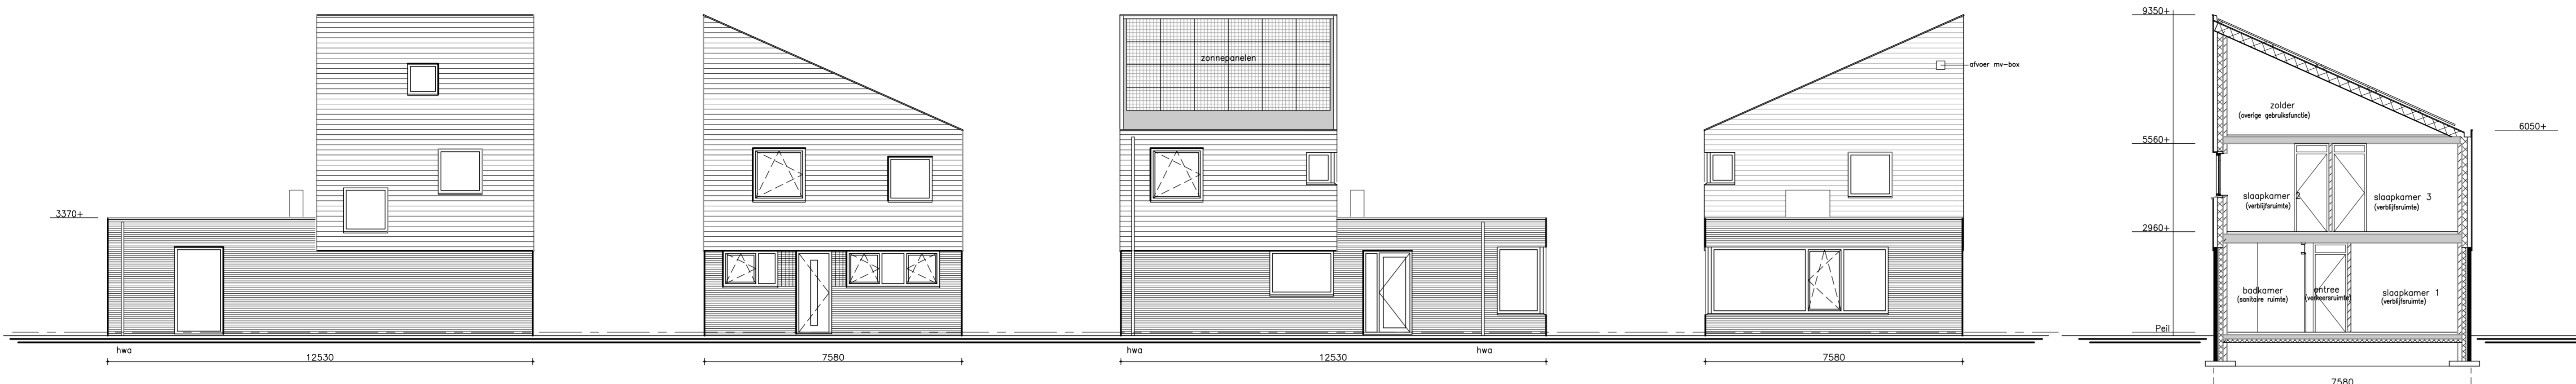 3370+
hwa
12530
7580
zonnepanelen
hwa
hwa
12530
afvoer mv-box
7580
9350+
5560+
2960+
Peil
zolder
(overige gebruiksfunctie)
slaapkamer 2
(verblijfsruimte)
slaapkamer 3
(verblijfsruimte)
badkamer
(sanitaire ruimte)
entree
(verkeersruimte)
slaapkamer 1
(verblijfsruimte)
6050+
7580